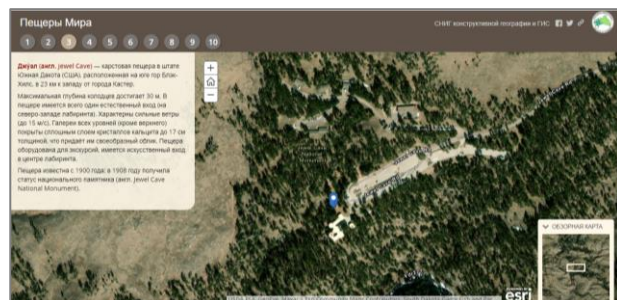 Пещеры Мира
СНИГ конструктивной географии и ГИС
1 2 3 4 5 6 7 8 9 10
Джуэл (англ. Jewel Cave) — карстовая пещера в штате
Южная Дакота (США), расположенная на юге гор Блэк-
Хилс, в 23 км к западу от города Кастер.
Максимальная глубина колодцев достигает 30 м. В
пещере имеется всего один естественный вход (на
северо-западе лабиринта). Характерны сильные ветры
(до 15 м/с). Галереи всех уровней (кроме верхнего)
покрыты сплошным слоем кристаллов кальцита до 17 см
толщиной, что придаёт им своеобразный облик. Пещера
оборудована для экскурсий, имеется искусственный вход
в центре лабиринта.
Пещера известна с 1900 года; в 1908 году получила
статус национального памятника (англ. Jewel Cave
National Monument).
+
−
ОБЗОРНАЯ КАРТА
esri